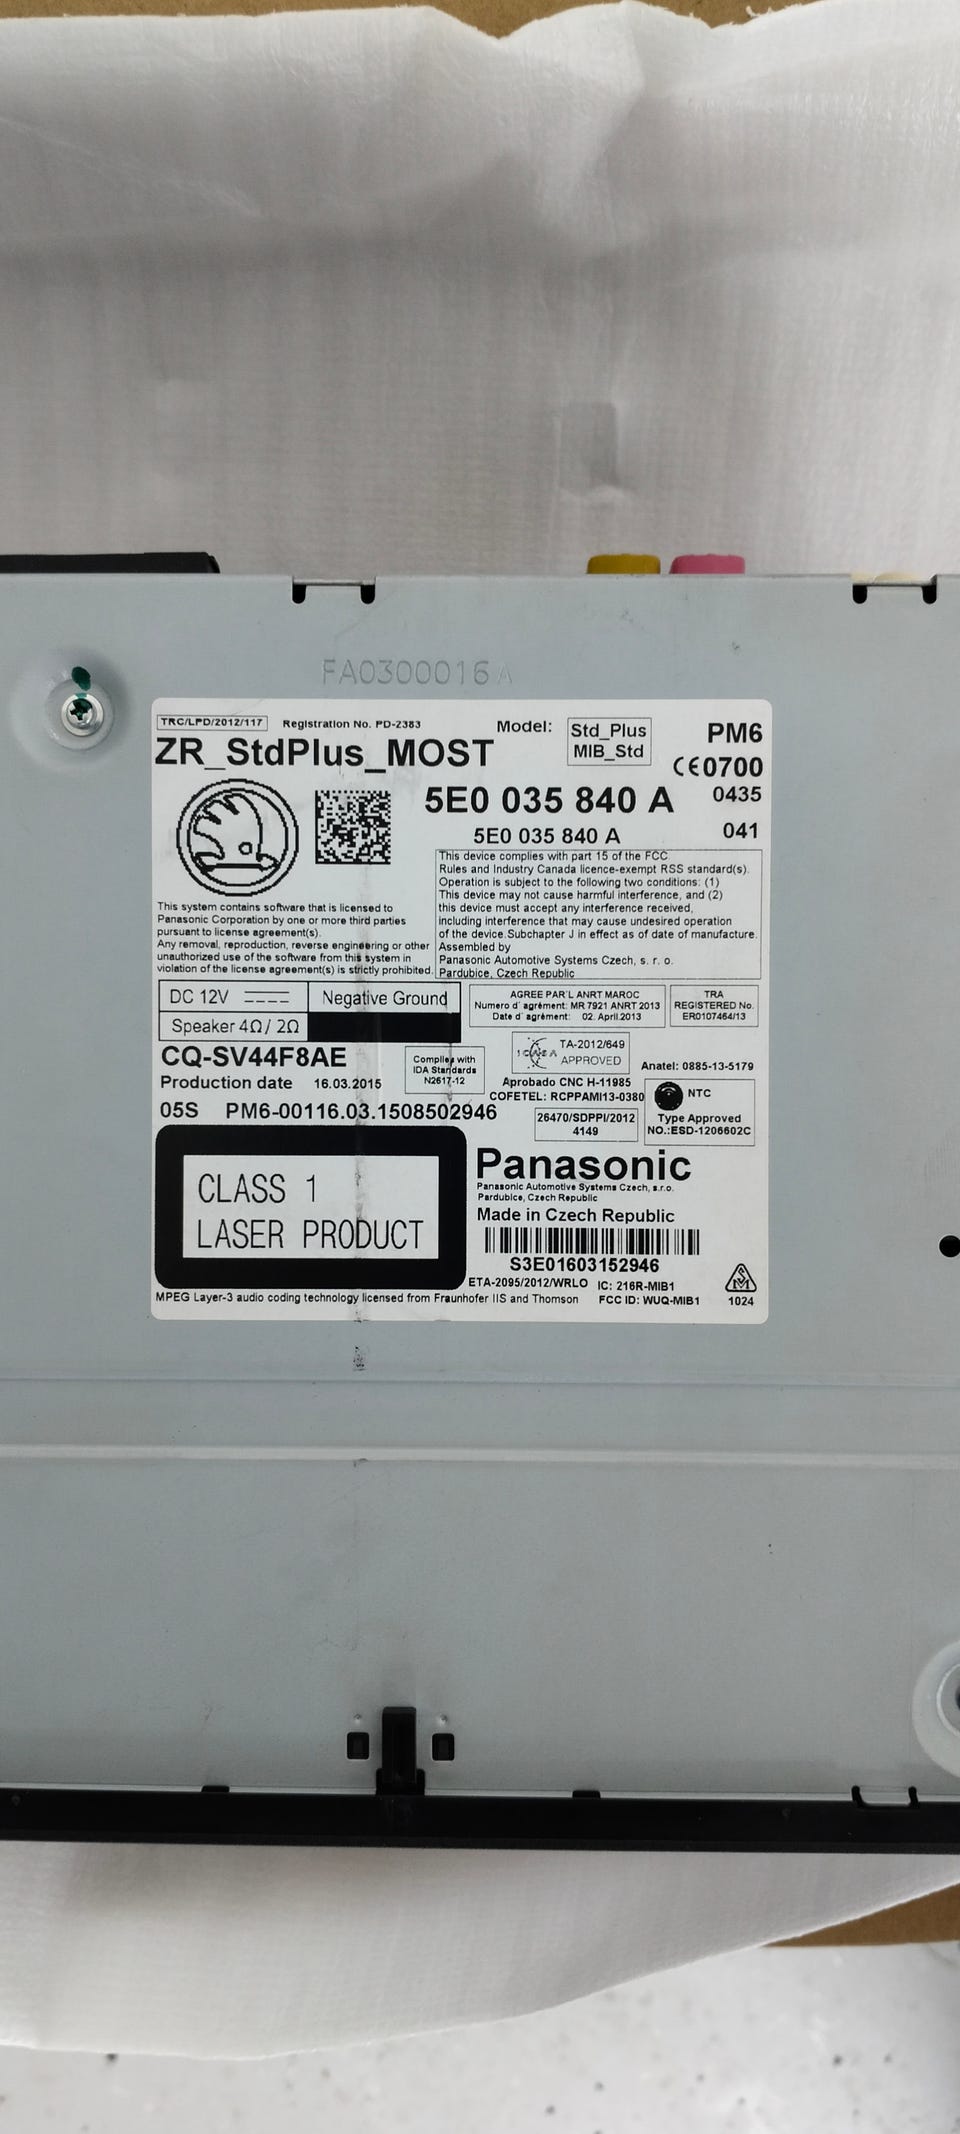 FA0300016A
TRC/LPD/2012/117 Registration No. PD-2383 Model: Std_Plus MIB_Std PM6
ZR_StdPlus_MOST
CE0700
5E0 035 840 A 0435
5E0 035 840 A 041
This device complies with part 15 of the FCC
Rules and Industry Canada licence-exempt RSS standard(s).
Operation is subject to the following two conditions: (1)
This device may not cause harmful interference, and (2)
this device must accept any interference received,
including interference that may cause undesired operation
of the device.Subchapter J in effect as of date of manufacture.
Assembled by
Panasonic Automotive Systems Czech, s. r. o.
Pardubice, Czech Republic
This system contains software that is licensed to
Panasonic Corporation by one or more third parties
pursuant to license agreement(s).
Any removal, reproduction, reverse engineering or other
unauthorized use of the software from this system in
violation of the license agreement(s) is strictly prohibited.
DC 12V Negative Ground
Speaker 4Ω/ 2Ω
AGREE PAR'L ANRT MAROC
Numero d' agrément: MR 7921 ANRT 2013
Date d' agrément: 02. April.2013
TRA
REGISTERED No.
ER0107464/13
CQ-SV44F8AE
Complies with
IDA Standards
N2617-12
ICASA
TA-2012/649
APPROVED
Anatel: 0885-13-5179
Production date 16.03.2015
Aprobado CNC H-11985
COFETEL: RCPPAMI13-0380
NTC
Type Approved
NO.:ESD-1206602C
05S PM6-00116.03.1508502946
26470/SDPPI/2012
4149
CLASS 1
LASER PRODUCT
Panasonic
Panasonic Automotive Systems Czech, s.r.o.
Pardubice, Czech Republic
Made in Czech Republic
S3E01603152946
ETA-2095/2012/WRLO IC: 216R-MIB1
MPEG Layer-3 audio coding technology licensed from Fraunhofer IIS and Thomson FCC ID: WUQ-MIB1 1024